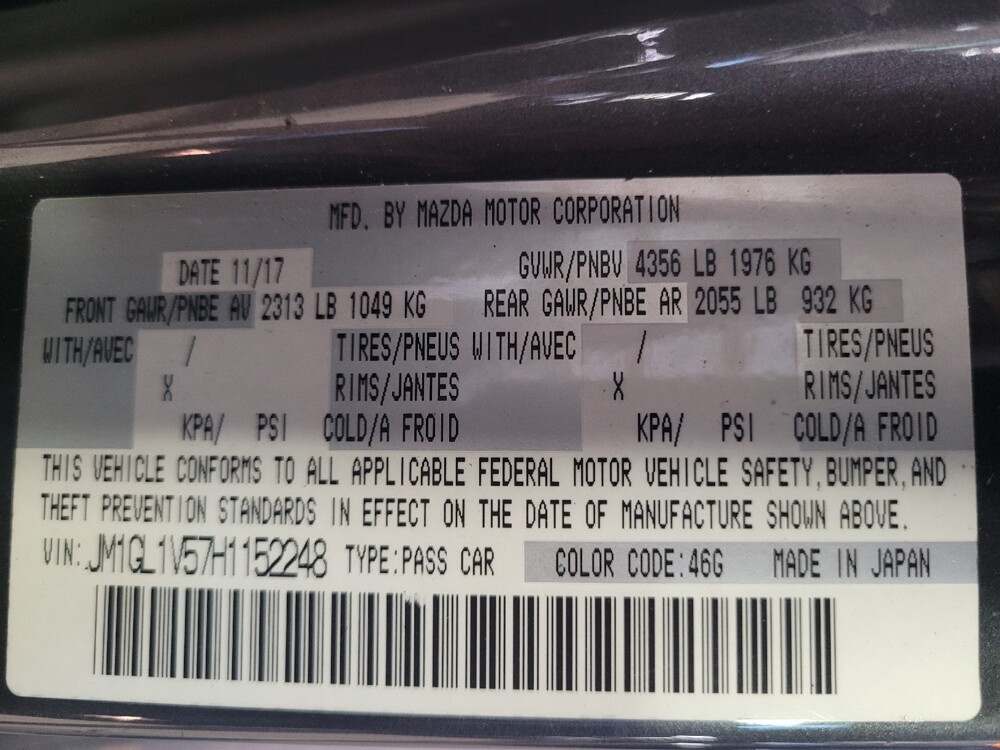 MFD. BY MAZDA MOTOR CORPORATION
DATE 11/17 GVWR/PNBV 4356 LB 1976 KG
FRONT GAWR/PNBE AV 2313 LB 1049 KG REAR GAWR/PNBE AR 2055 LB 932 KG
WITH/AVEC / TIRES/PNEUS WITH/AVEC / TIRES/PNEUS
X RIMS/JANTES X RIMS/JANTES
KPA/ PSI COLD/A FROID KPA/ PSI COLD/A FROID
THIS VEHICLE CONFORMS TO ALL APPLICABLE FEDERAL MOTOR VEHICLE SAFETY, BUMPER, AND
THEFT PREVENTION STANDARDS IN EFFECT ON THE DATE OF MANUFACTURE SHOWN ABOVE.
VIN: JM1GL1V57H1152248 TYPE:PASS CAR COLOR CODE:46G MADE IN JAPAN